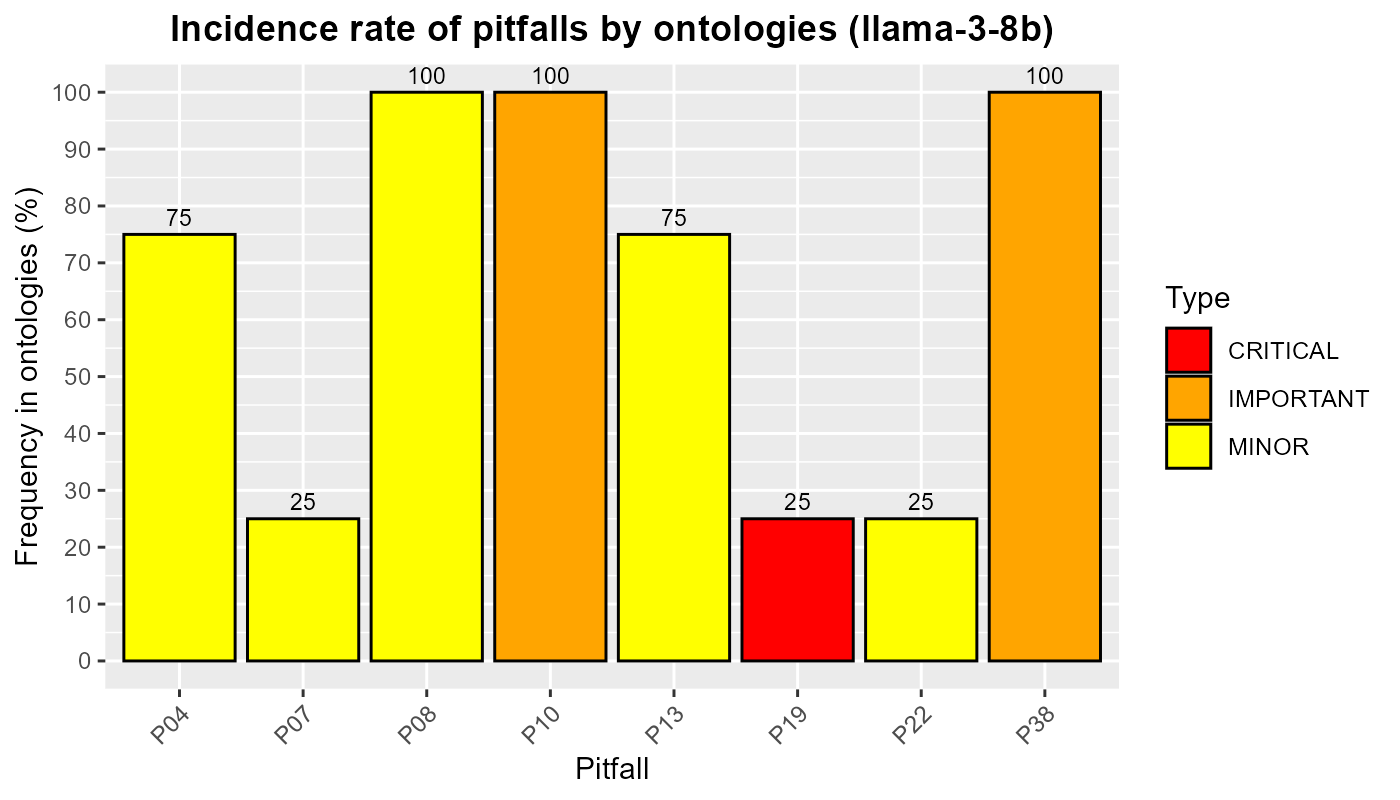 Incidence rate of pitfalls by ontologies (llama-3-8b)
Frequency in ontologies (%)
100
90
80
70
60
50
40
30
20
10
0
75
25
100
100
75
25
25
100
P04
P07
P08
P10
P13
P19
P22
P38
Pitfall
Type
CRITICAL
IMPORTANT
MINOR